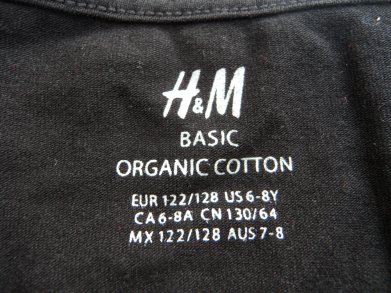 H&M
BASIC
ORGANIC COTTON
EUR 122/128 US 6-8Y
CA 6-8A CN 130/64
MX 122/128 AUS 7-8